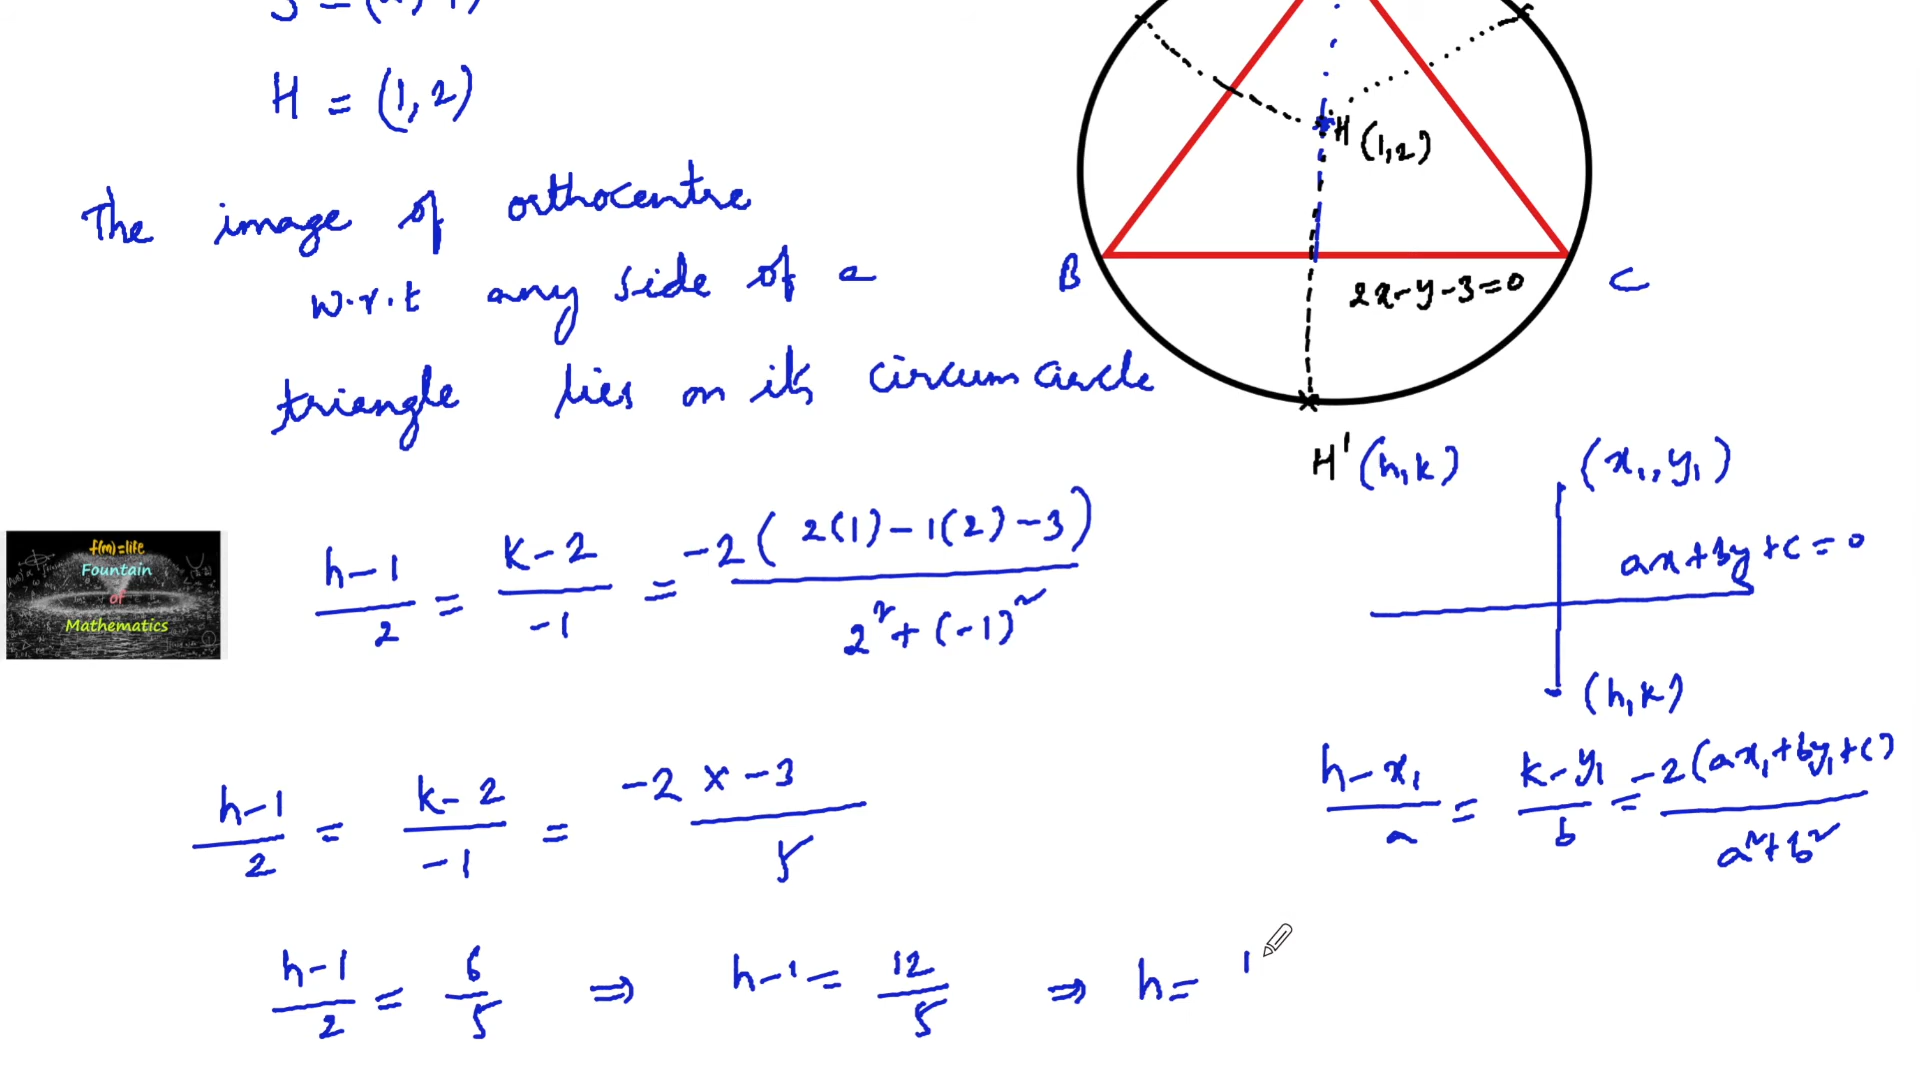 H = (1, 2)
The image of orthocentre
w.r.t any side of a
triangle lies on its circumcircle
H (1,2)
B
2x-y-3=0
C
H' (h,k)
(x₁, y₁)
ax+by+c=0
(h,k)
f(m)=life
Fountain
of
Mathematics
h-1/2 = k-2/-1 = -2(2(1)-1(2)-3)/2²+(-1)²
h-1/2 = k-2/-1 = -2 x -3/5
h-x₁/a = k-y₁/b = -2(ax₁+by₁+c)/a²+b²
h-1/2 = 6/5 ⇒ h-1 = 12/5 ⇒ h= 1